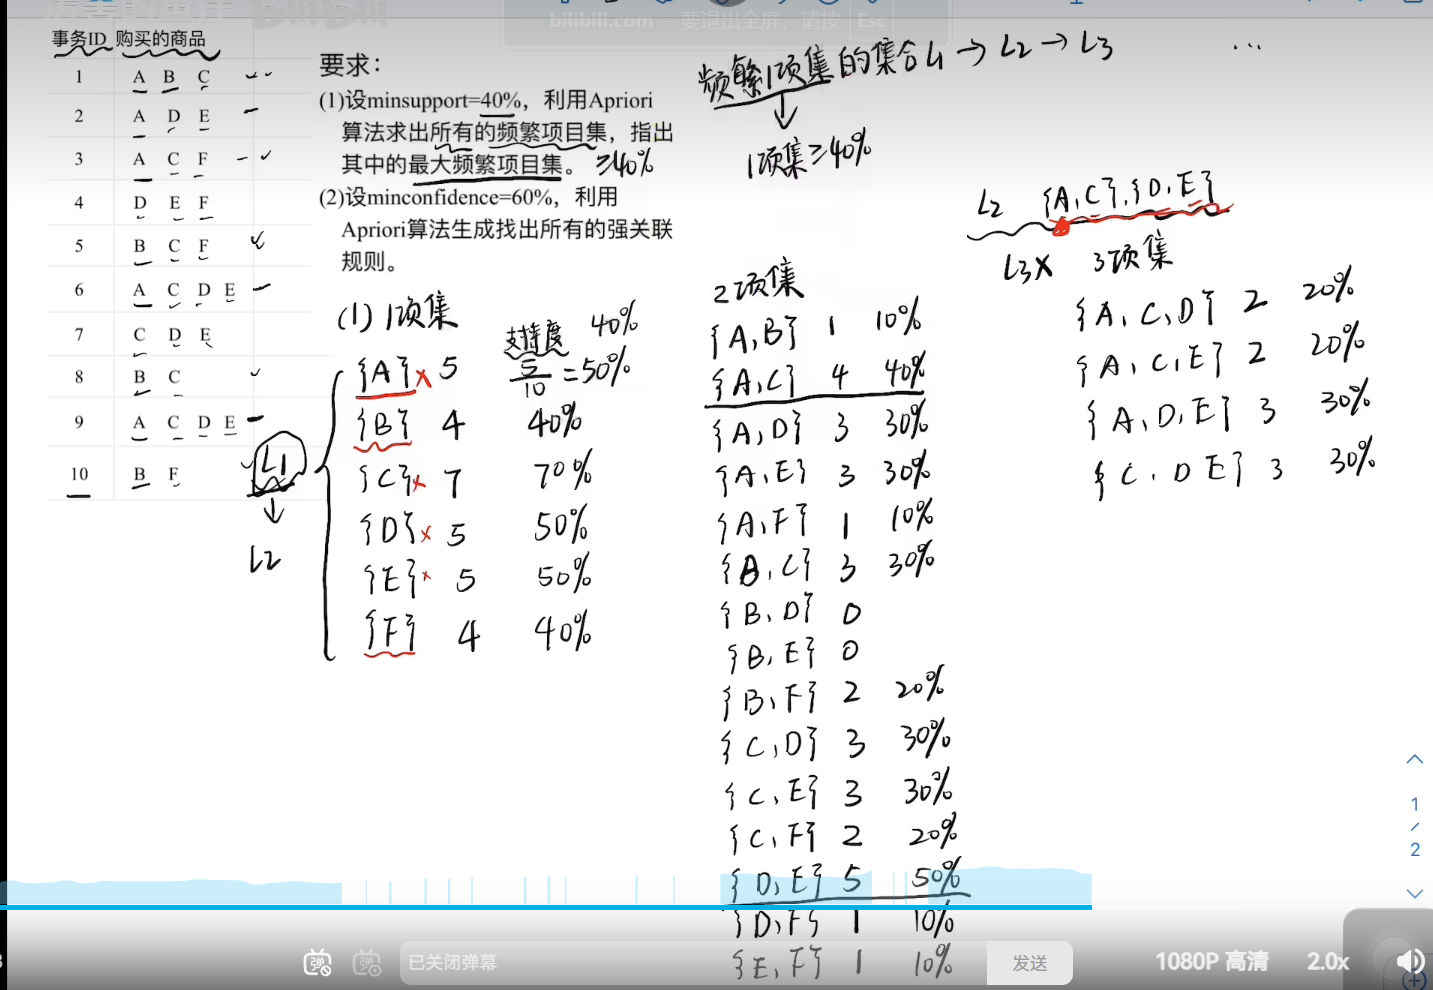 bilibili
bilibili.com - 要退出全屏，请按 Esc
事务ID 购买的商品
1 A B C
2 A D E
3 A C F
4 D E F
5 B C F
6 A C D E
7 C D E
8 B C
9 A C D E
10 B F
L1
L2
要求：
(1)设minsupport=40%，利用Apriori
算法求出所有的频繁项目集，指出
其中的最大频繁项目集。 ≥40%
(2)设minconfidence=60%，利用
Apriori算法生成找出所有的强关联
规则。
频繁1项集的集合L1→L2→L3 ...
1项集≥40%
(1) 1项集
支持度 40%
{A}× 5 5/10 =50%
{B} 4 40%
{C}× 7 70%
{D}× 5 50%
{E}× 5 50%
{F} 4 40%
2项集
{A,B} 1 10%
{A,C} 4 40%
{A,D} 3 30%
{A,E} 3 30%
{A,F} 1 10%
{B,C} 3 30%
{B,D} 0
{B,E} 0
{B,F} 2 20%
{C,D} 3 30%
{C,E} 3 30%
{C,F} 2 20%
{D,E} 5 50%
{D,F} 1 10%
{E,F} 1 10%
L2 {A,C},{D,E}
L3× 3项集
{A,C,D} 2 20%
{A,C,E} 2 20%
{A,D,E} 3 30%
{C,D E} 3 30%
1
/
2
弹
弹
已关闭弹幕
发送
1080P 高清
2.0x